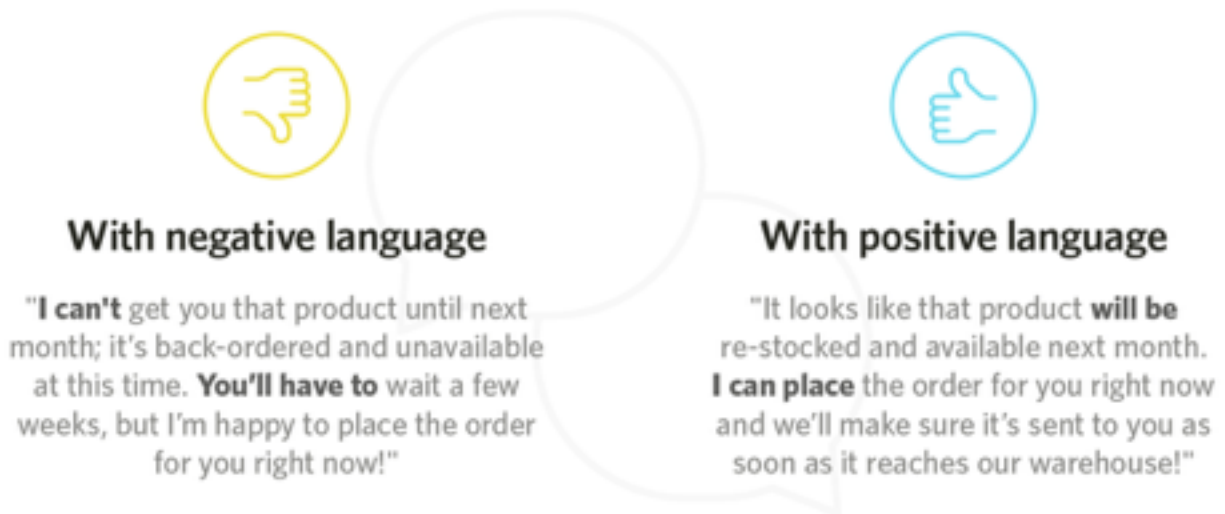 With negative language
"I can't get you that product until next
month; it's back-ordered and unavailable
at this time. You'll have to wait a few
weeks, but I'm happy to place the order
for you right now!"
With positive language
"It looks like that product will be
re-stocked and available next month.
I can place the order for you right now
and we'll make sure it's sent to you as
soon as it reaches our warehouse!"